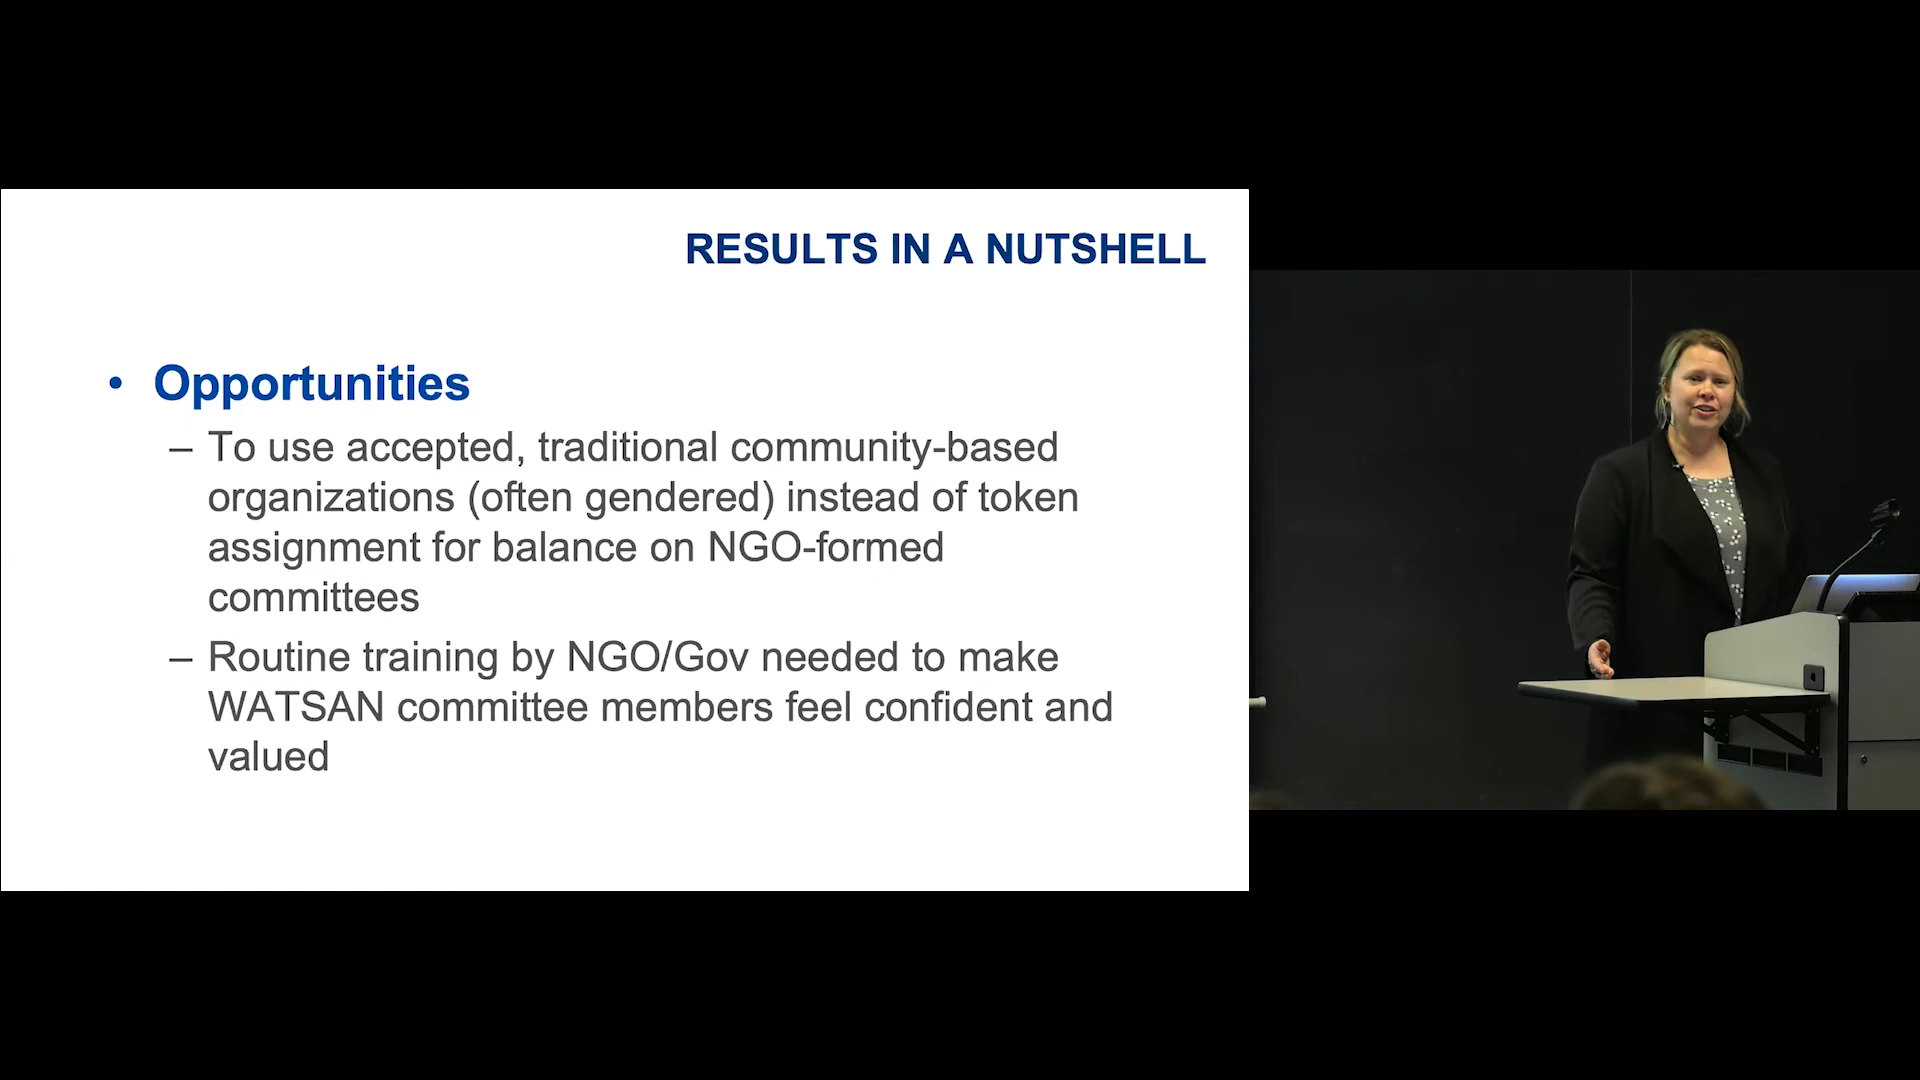 RESULTS IN A NUTSHELL
• Opportunities
– To use accepted, traditional community-based
organizations (often gendered) instead of token
assignment for balance on NGO-formed
committees
– Routine training by NGO/Gov needed to make
WATSAN committee members feel confident and
valued